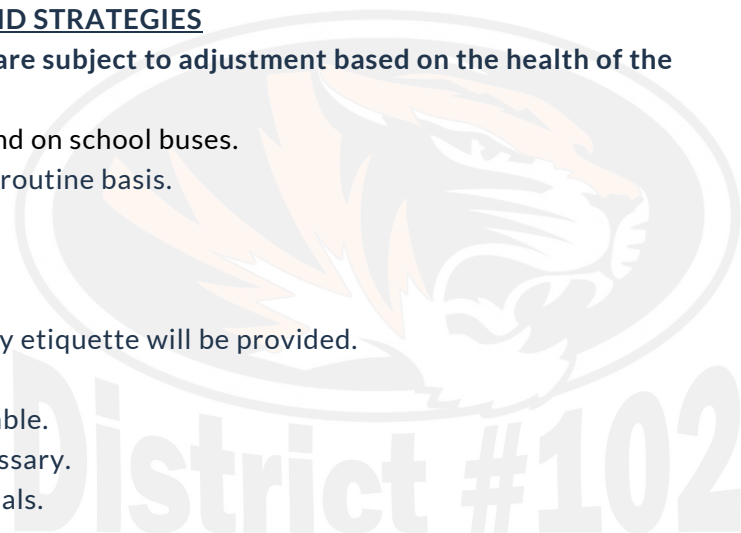 ND STRATEGIES
are subject to adjustment based on the health of the
nd on school buses.
routine basis.
y etiquette will be provided.
ble.
ssary.
als.
District #102